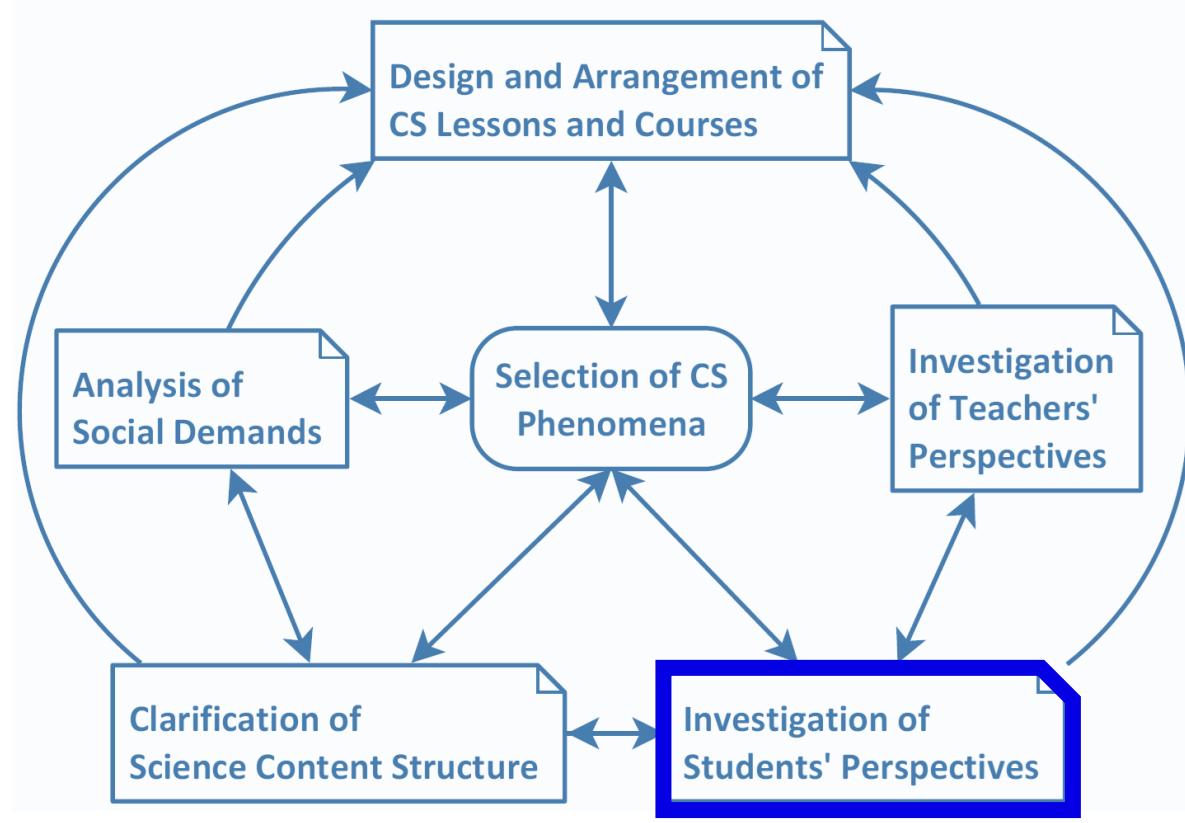 Design and Arrangement of
CS Lessons and Courses
Analysis of
Social Demands
Selection of CS
Phenomena
Investigation
of Teachers'
Perspectives
Clarification of
Science Content Structure
Investigation of
Students' Perspectives